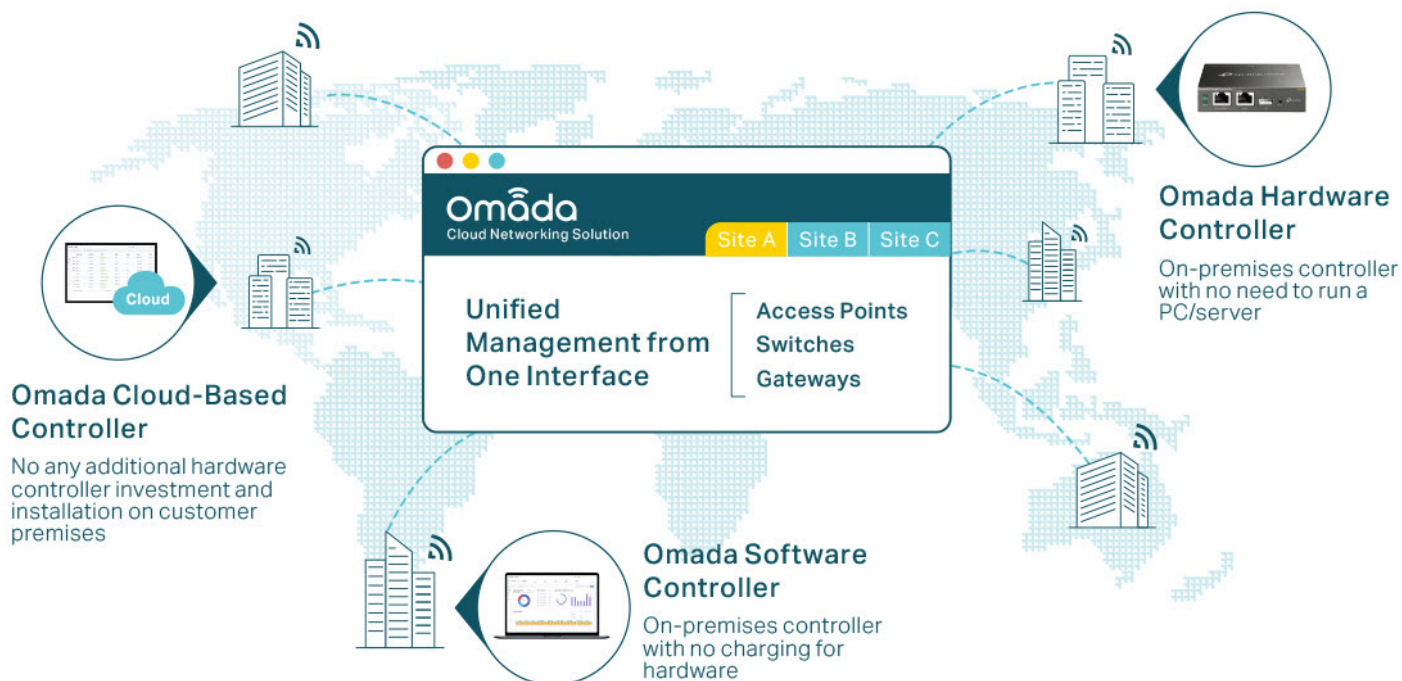 Omada
Cloud Networking Solution
Site A
Site B
Site C
Unified
Management from
One Interface
Access Points
Switches
Gateways
Omada Hardware
Controller
On-premises controller
with no need to run a
PC/server
Cloud
Omada Cloud-Based
Controller
No any additional hardware
controller investment and
installation on customer
premises
Omada Software
Controller
On-premises controller
with no charging for
hardware